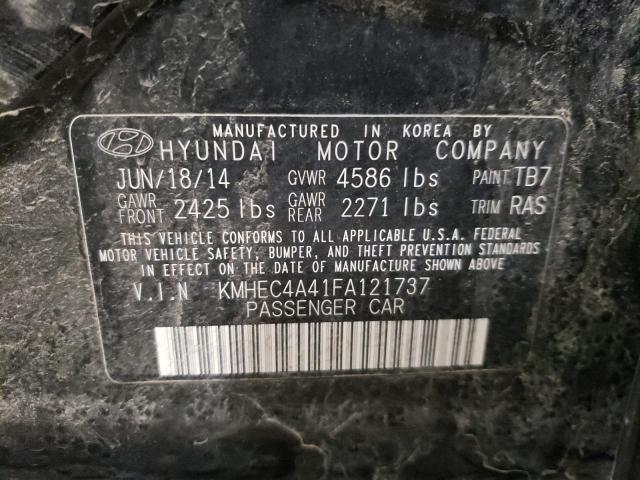 MANUFACTURED IN KOREA BY
HYUNDAI MOTOR COMPANY
JUN/18/14 GVWR 4586 lbs PAINT TB7
GAWR FRONT 2425 lbs GAWR REAR 2271 lbs TRIM RAS
THIS VEHICLE CONFORMS TO ALL APPLICABLE U.S.A. FEDERAL
MOTOR VEHICLE SAFETY, BUMPER, AND THEFT PREVENTION STANDARDS
IN EFFECT ON THE DATE OF MANUFACTURE SHOWN ABOVE
V.I.N KMHEC4A41FA121737
PASSENGER CAR